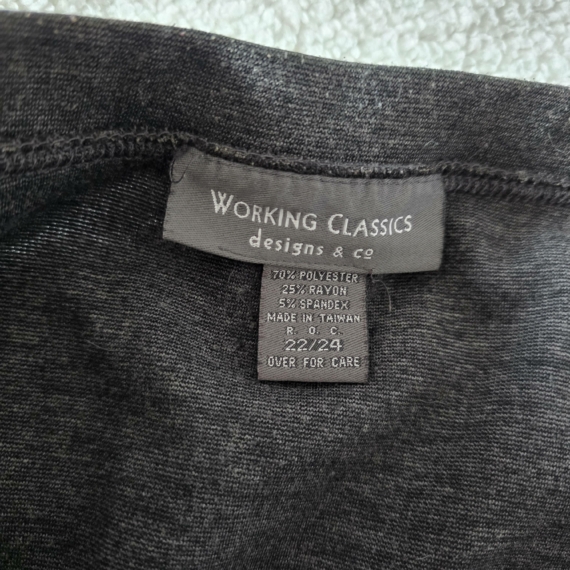 WORKING CLASSICS
designs & co
70% POLYESTER
25% RAYON
5% SPANDEX
MADE IN TAIWAN
R. O. C.
22/24
OVER FOR CARE